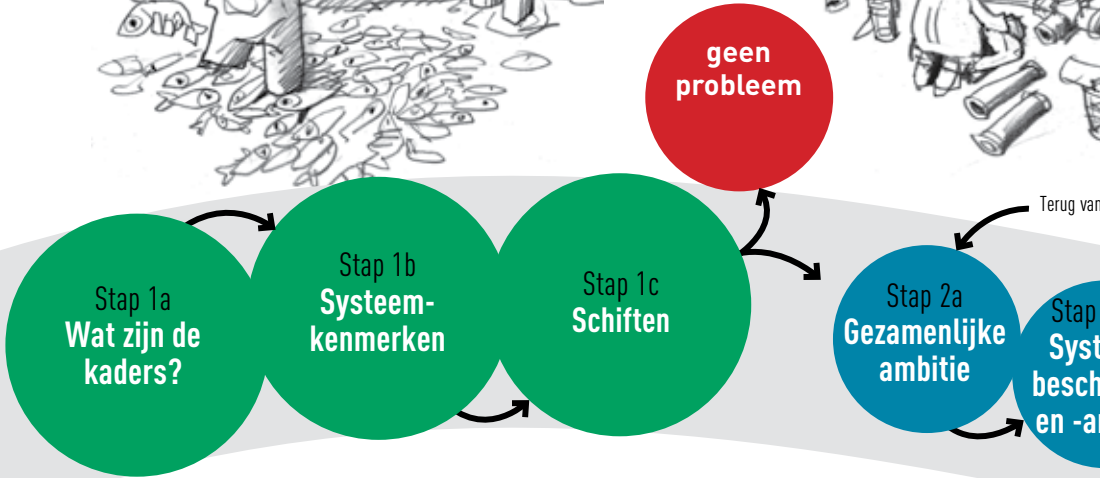 geen
probleem
Stap 1a
Wat zijn de
kaders?
Stap 1b
Systeem-
kenmerken
Stap 1c
Schiften
Terug van
Stap 2a
Gezamenlijke
ambitie
Stap
Syst
besch
en -a